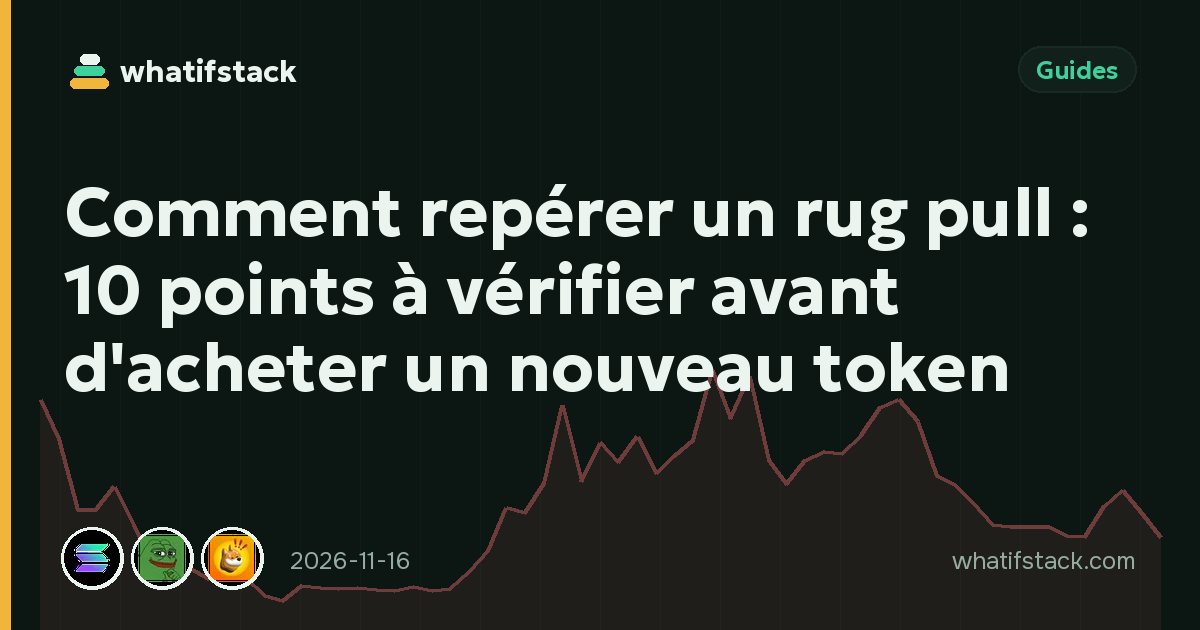 whatifstack
Guides
Comment repérer un rug pull :
10 points à vérifier avant
d'acheter un nouveau token
2026-11-16
whatifstack.com